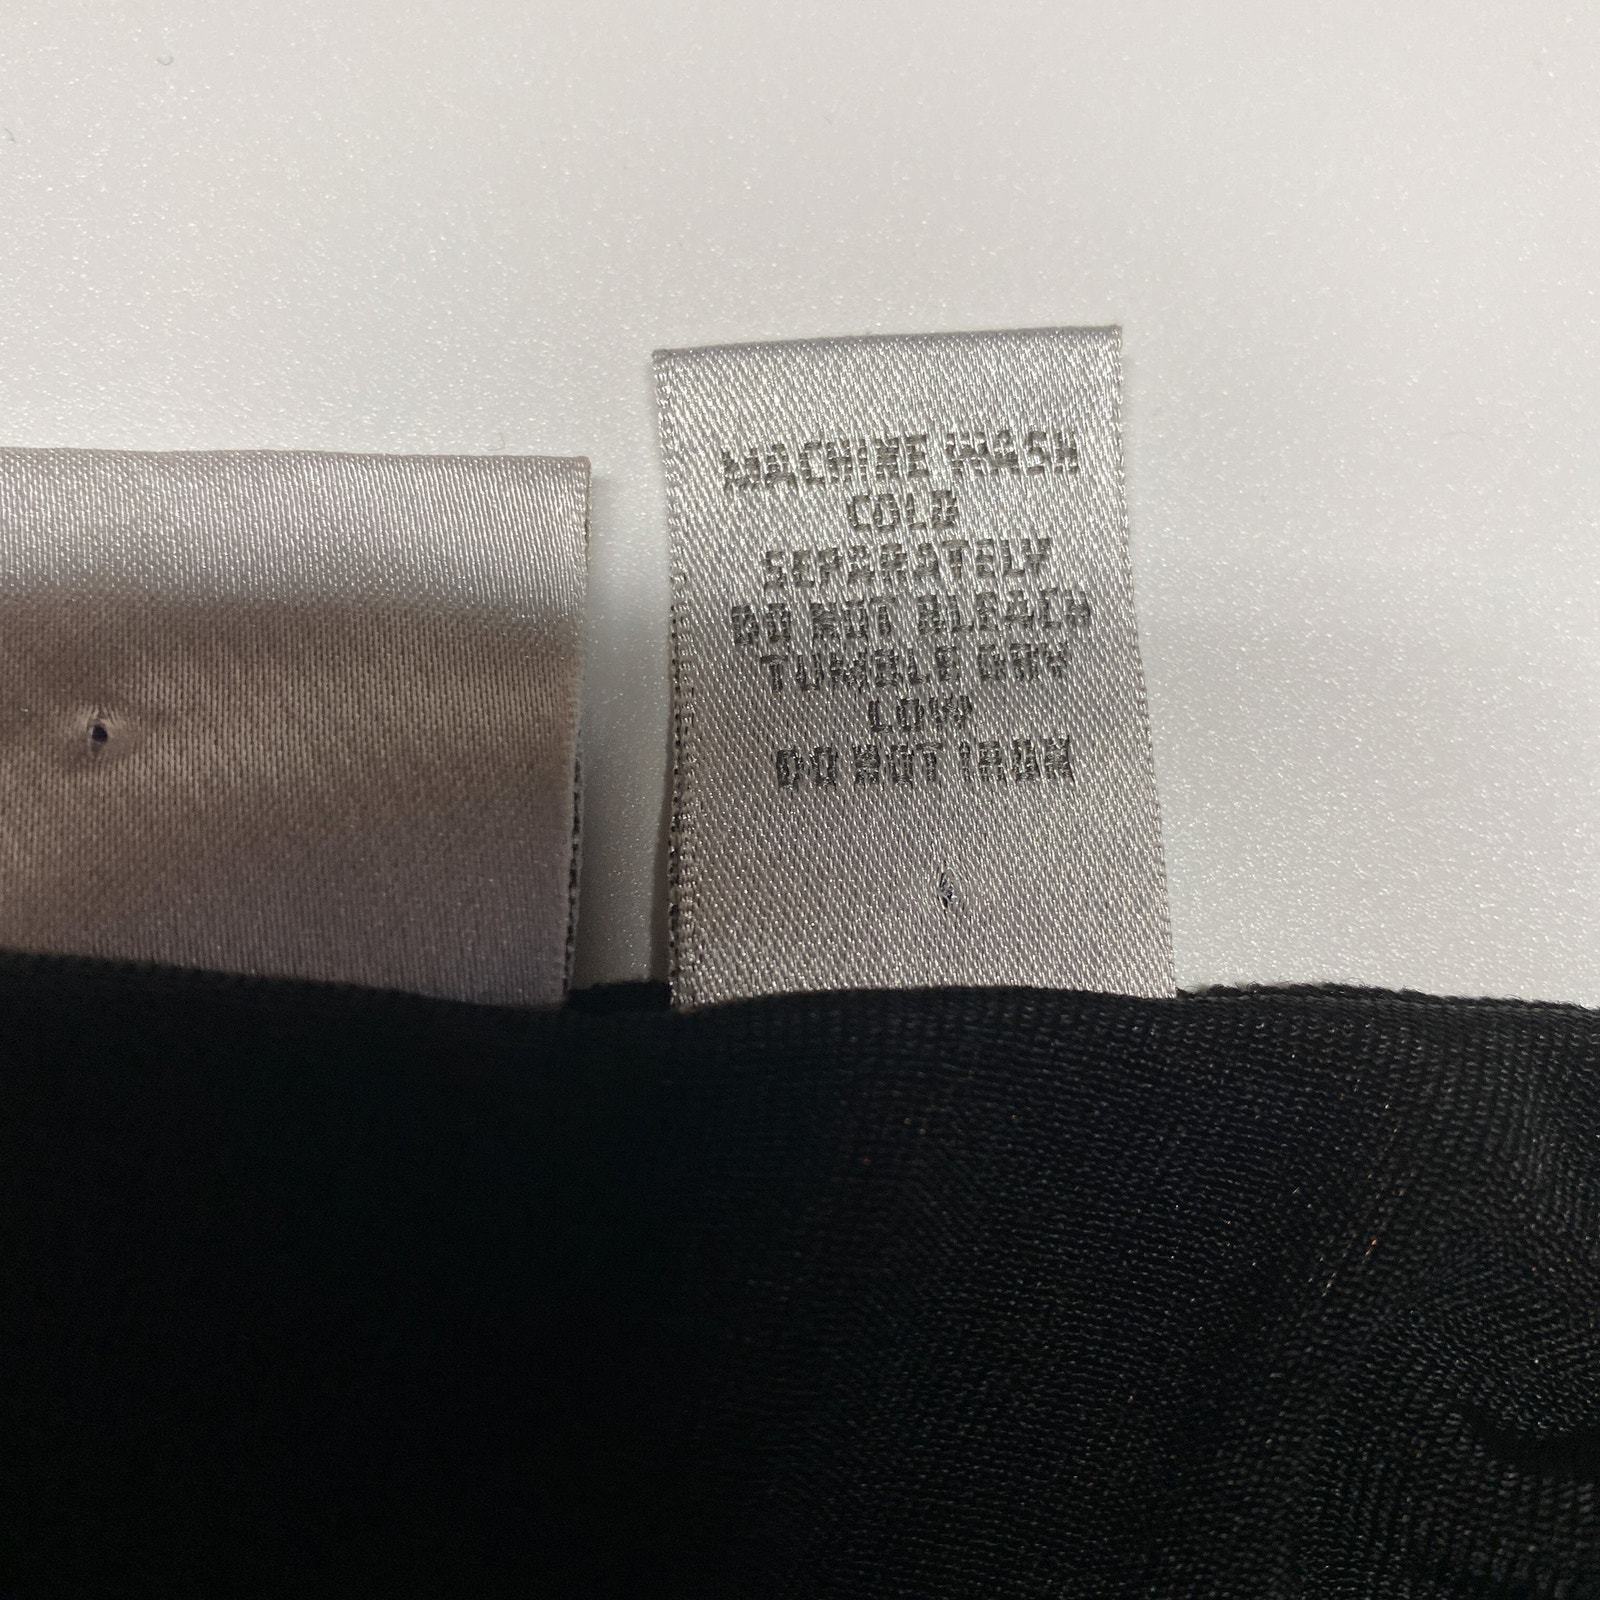 MACHINE WASH
COLD
SEPARATELY
DO NOT BLEACH
TUMBLE DRY
LOW
DO NOT IRON